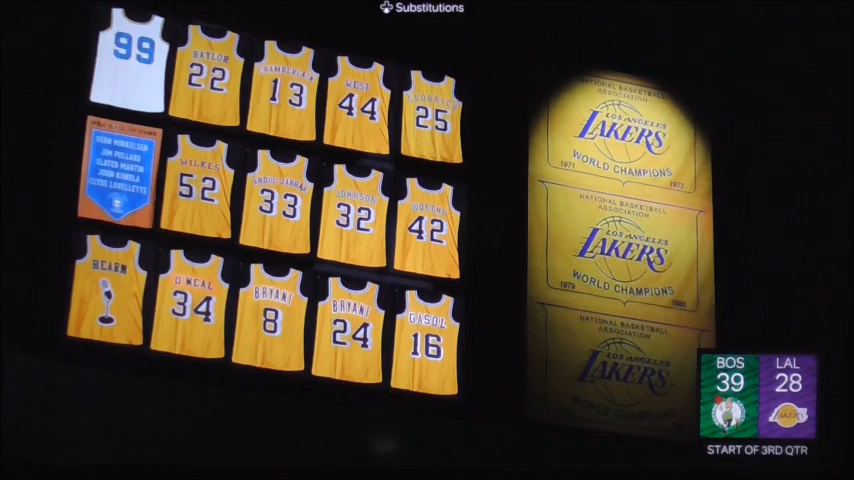 Substitutions
99
BAYLOR
22
CHAMBERLAIN
13
WEST
44
GOODRICH
25
VERN MIKKELSEN
JIM POLLARD
SLATER MARTIN
JOHN KUNDLA
CLYDE LOVELLETTE
WILKES
52
ABDUL-JABBAR
33
JOHNSON
32
WORTHY
42
HEARN
O'NEAL
34
BRYANT
8
BRYANT
24
GASOL
16
NATIONAL BASKETBALL
ASSOCIATION
LOS ANGELES
LAKERS
WORLD CHAMPIONS
1971 1972
NATIONAL BASKETBALL
ASSOCIATION
LOS ANGELES
LAKERS
WORLD CHAMPIONS
1979 1980
NATIONAL BASKETBALL
ASSOCIATION
LOS ANGELES
LAKERS
WORLD CHAMPIONS
BOS LAL
39 28
LAKERS
START OF 3RD QTR